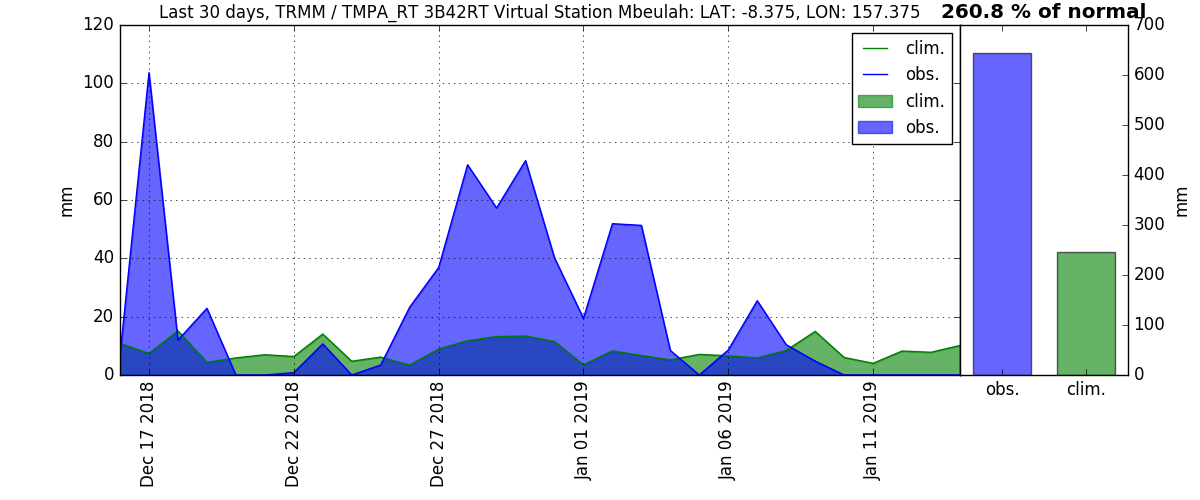 Last 30 days, TRMM / TMPA_RT 3B42RT Virtual Station Mbeulah: LAT: -8.375, LON: 157.375
260.8 % of normal
120
100
80
60
40
20
0
mm
clim.
obs.
clim.
obs.
Dec 17 2018
Dec 22 2018
Dec 27 2018
Jan 01 2019
Jan 06 2019
Jan 11 2019
700
600
500
400
300
200
100
0
mm
obs.
clim.